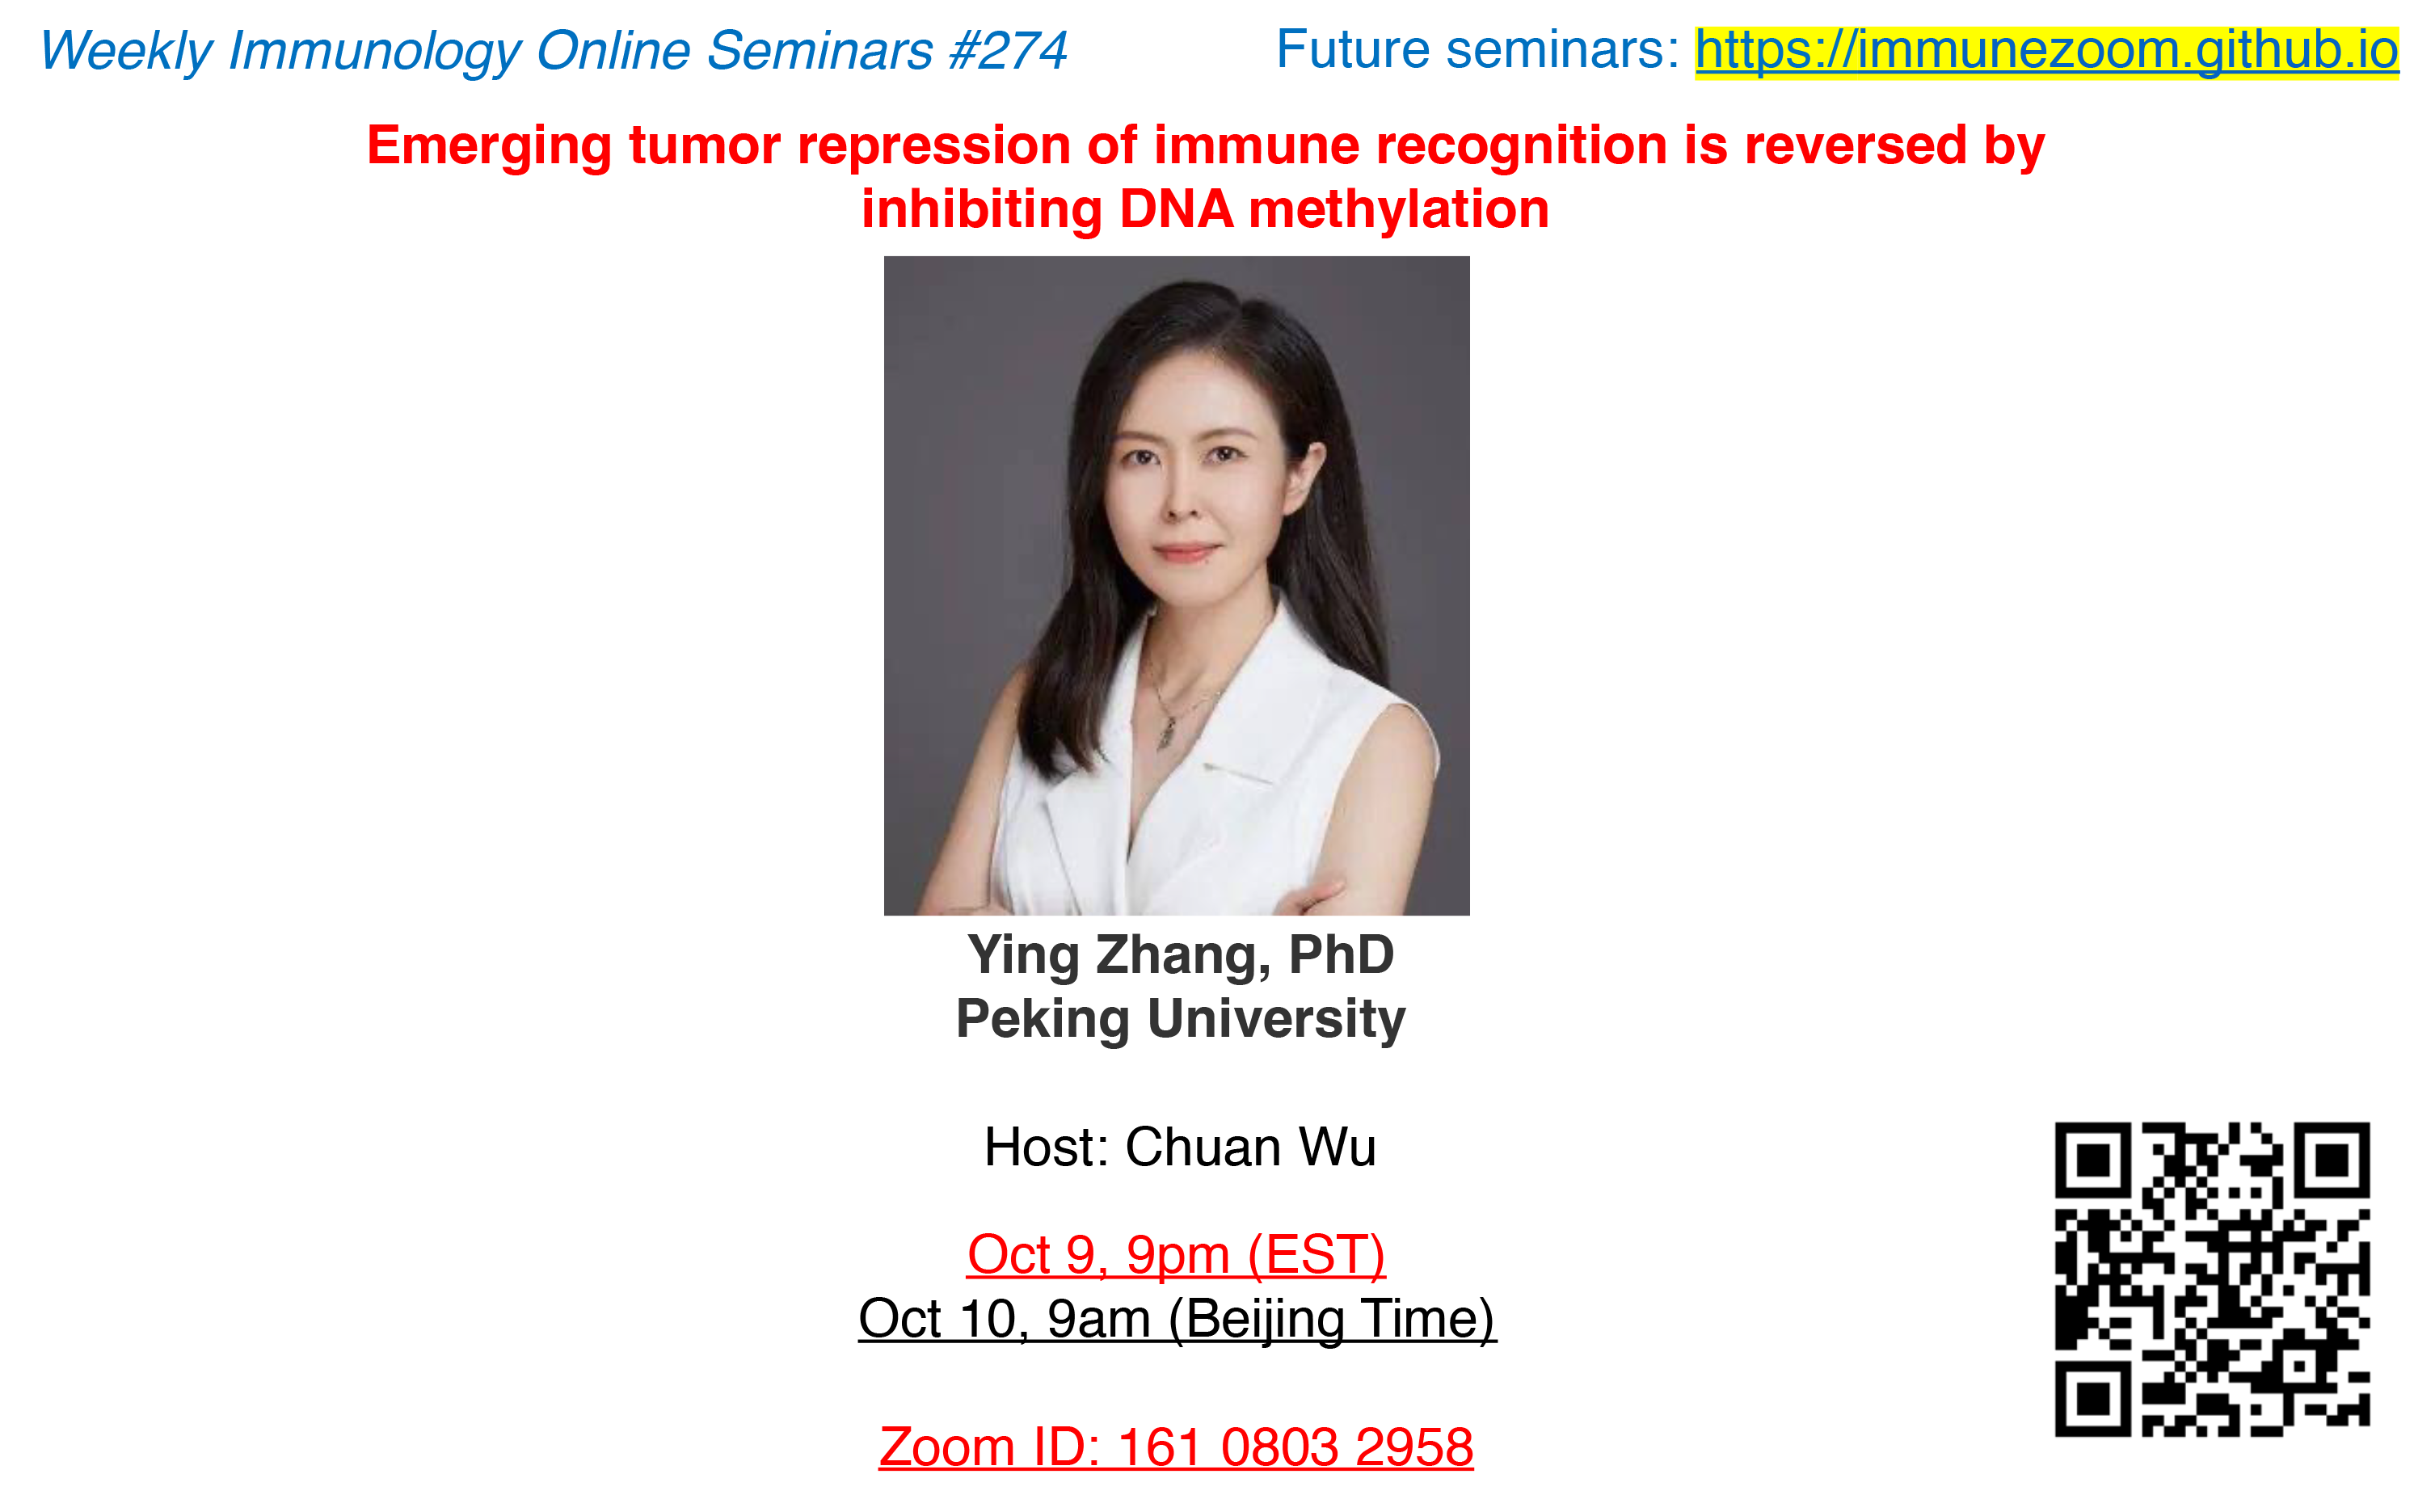 Weekly Immunology Online Seminars #274
Future seminars: https://immunezoom.github.io
Emerging tumor repression of immune recognition is reversed by
inhibiting DNA methylation
Ying Zhang, PhD
Peking University
Host: Chuan Wu
Oct 9, 9pm (EST)
Oct 10, 9am (Beijing Time)
Zoom ID: 161 0803 2958